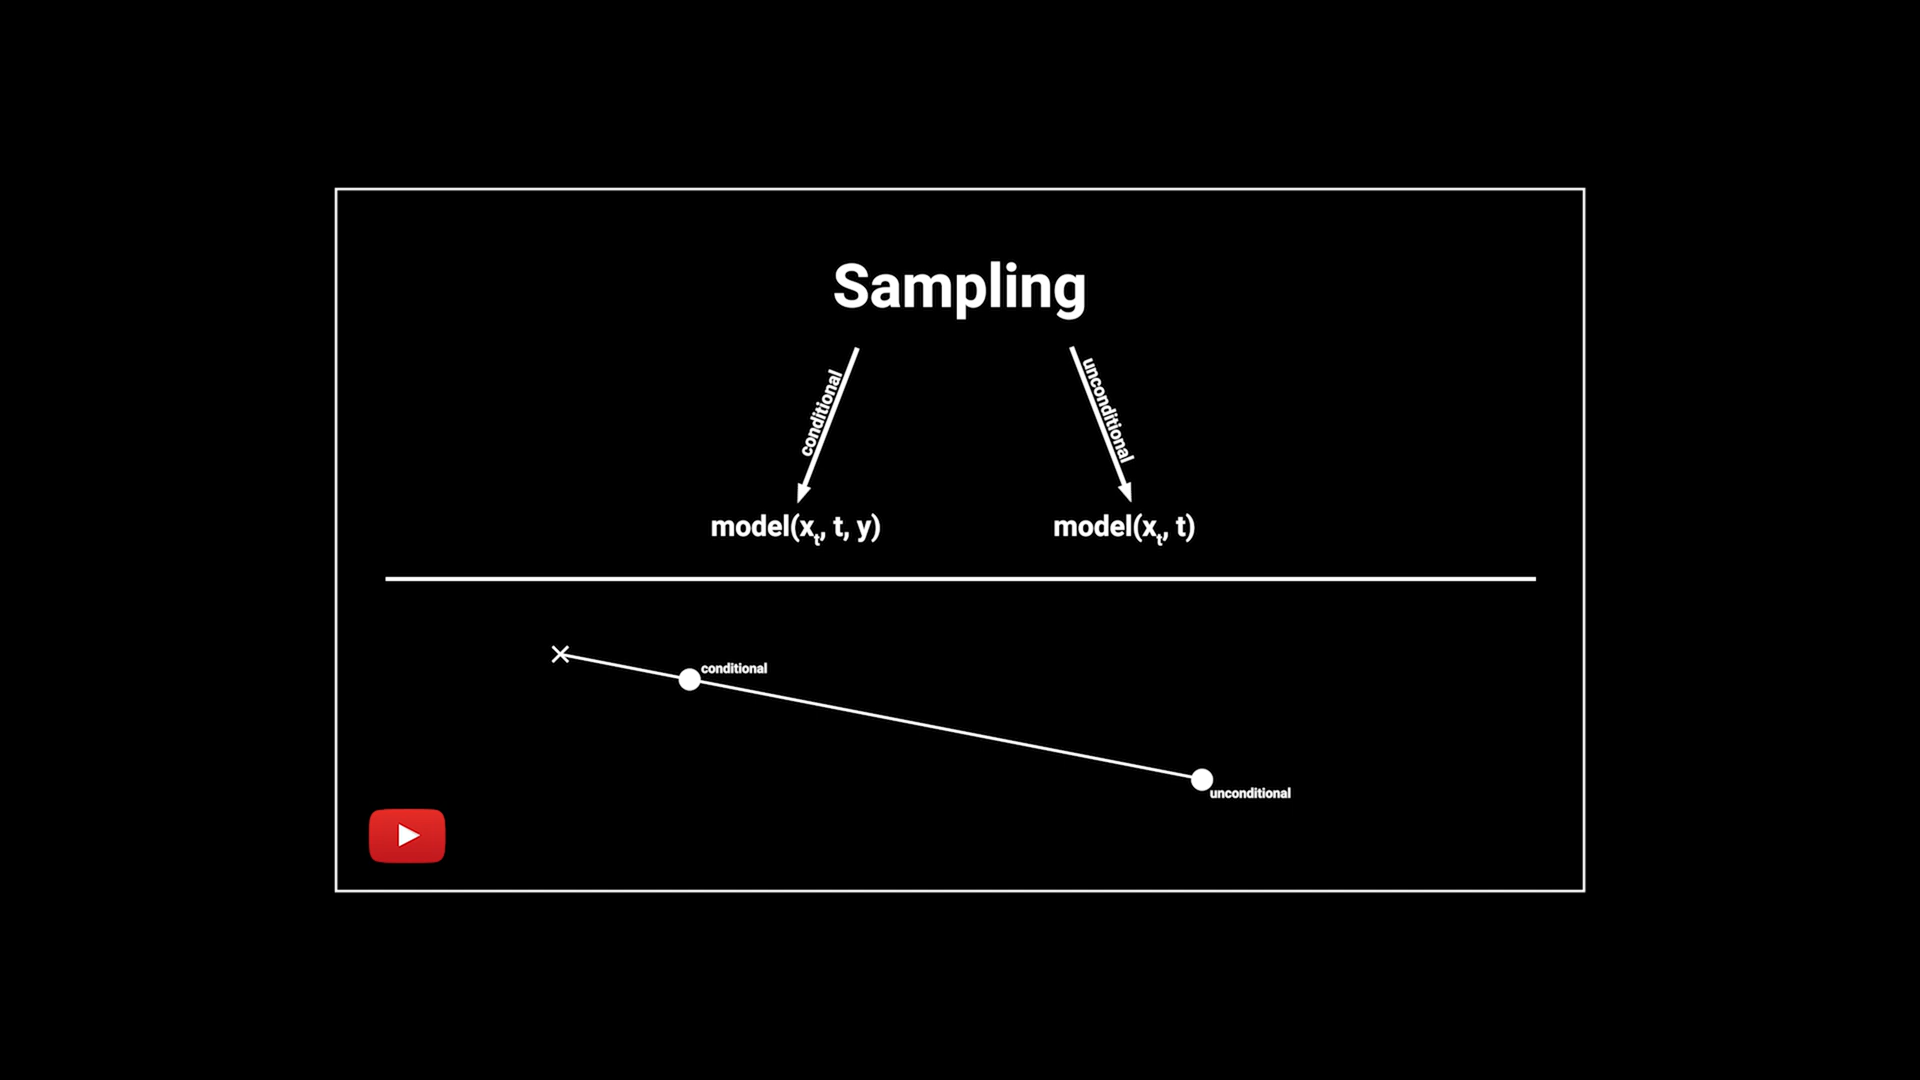 Sampling
conditional
unconditional
model(xₜ, t, y)
model(xₜ, t)
conditional
unconditional